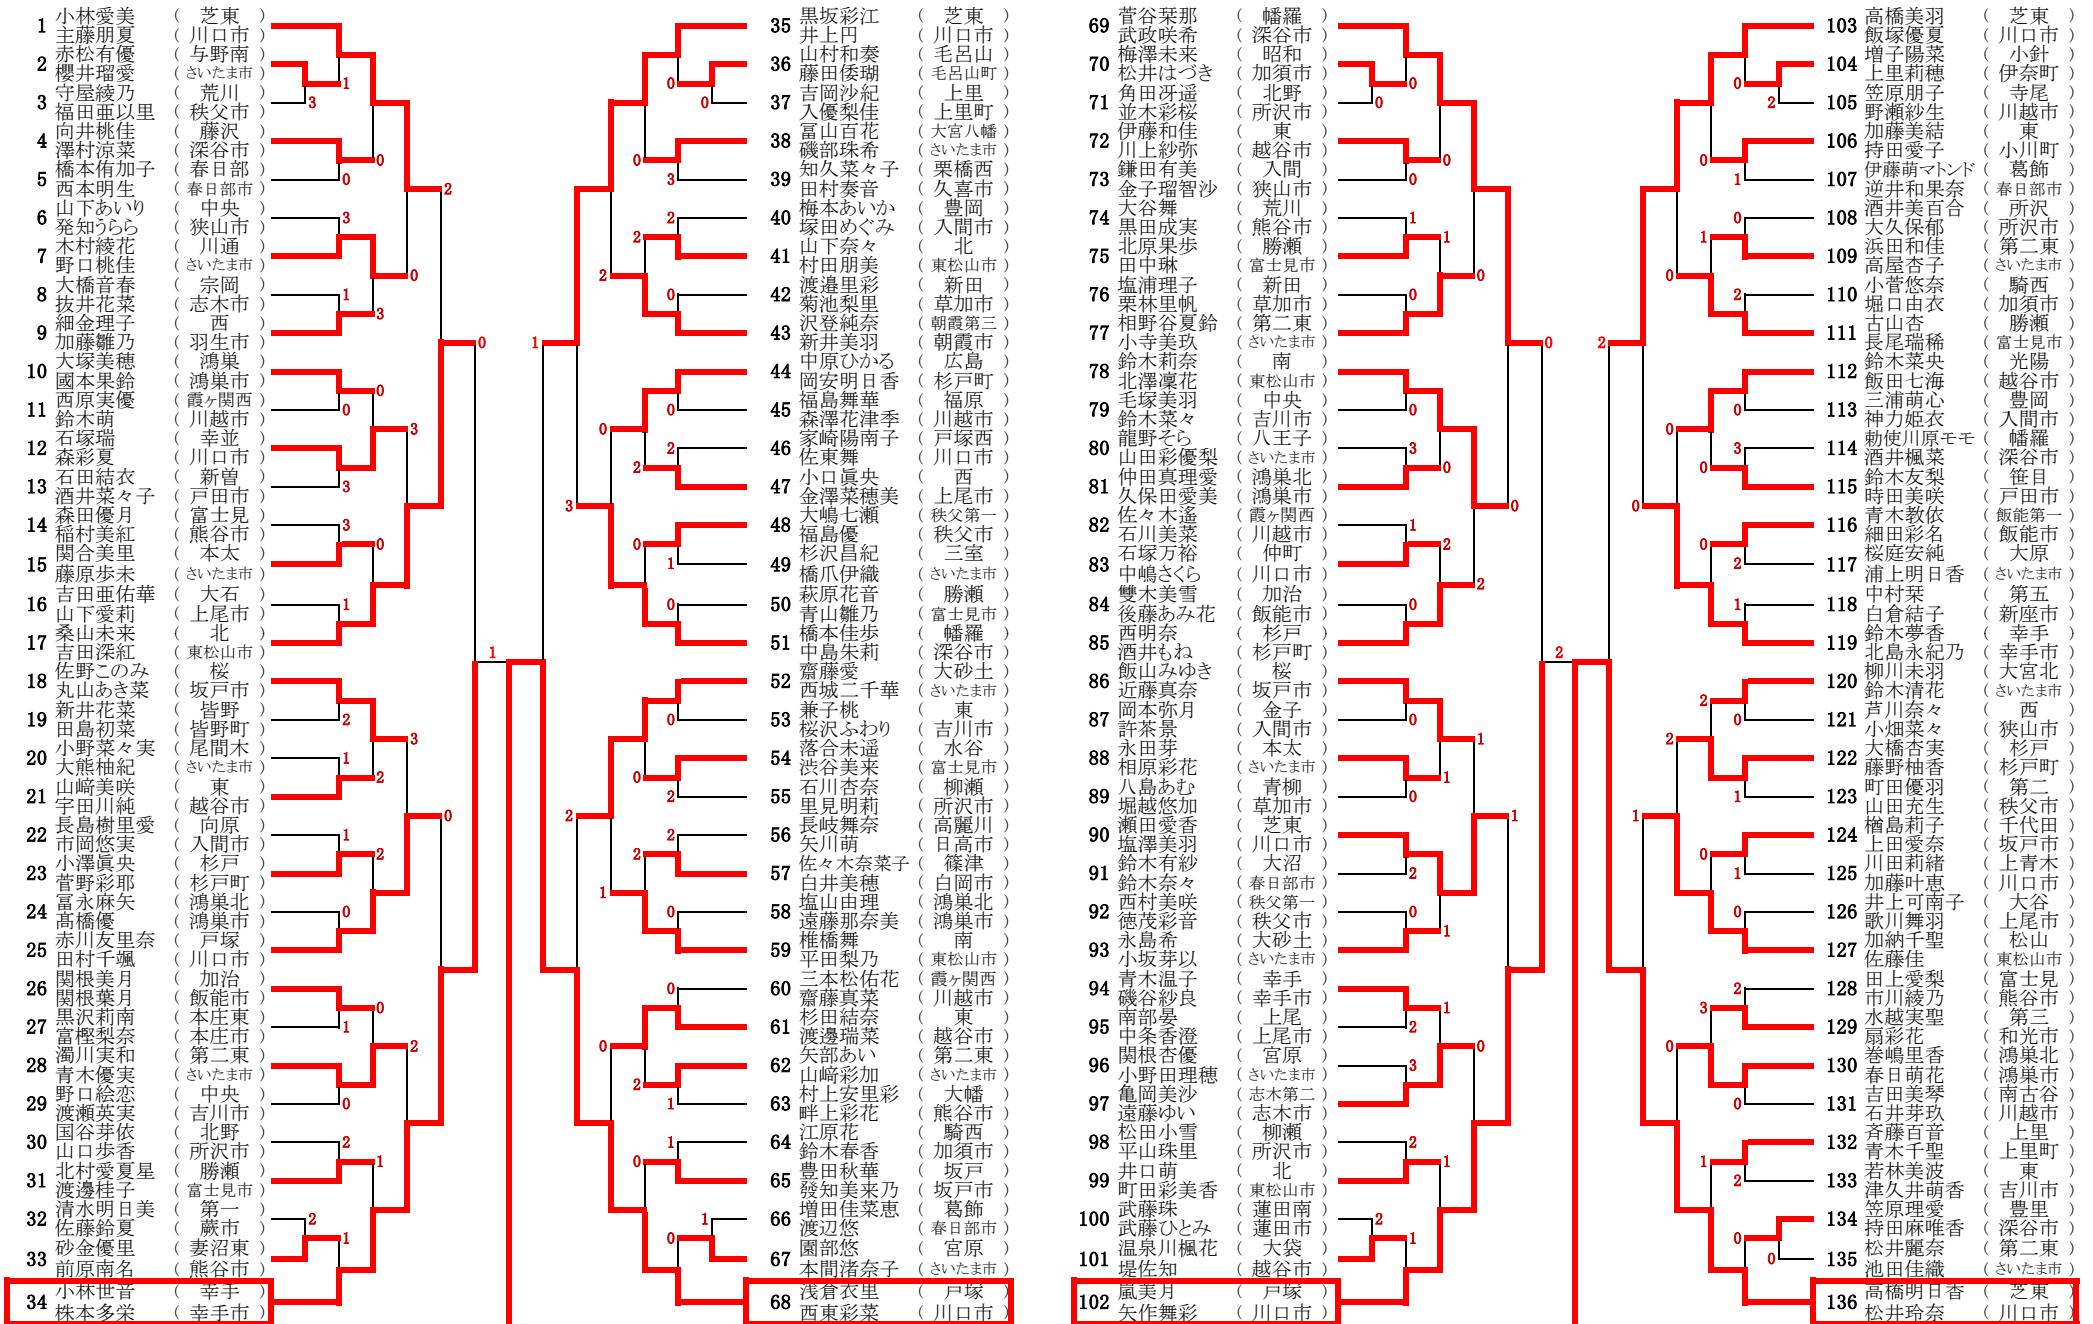 1 小林愛美 ( 芝東 )
主藤朋夏 ( 川口市 )
2 赤松有優 ( 与野南 )
櫻井瑠愛 ( さいたま市 )
3 守屋綾乃 ( 荒川 )
福田亜以里 ( 秩父市 )
4 向井桃佳 ( 藤沢 )
澤村涼菜 ( 深谷市 )
5 橋本侑加子 ( 春日部 )
西本明生 ( 春日部市 )
6 山下あいり ( 中央 )
発知うらら ( 狭山市 )
7 木村綾花 ( 川通 )
野口桃佳 ( さいたま市 )
8 大橋音春 ( 宗岡 )
抜井花菜 ( 志木市 )
9 細金理子 ( 西 )
加藤雛乃 ( 羽生市 )
10 大塚美穂 ( 鴻巣 )
國本果鈴 ( 鴻巣市 )
11 西原実優 ( 霞ヶ関西 )
鈴木萌 ( 川越市 )
12 石塚瑞 ( 幸並 )
森彩夏 ( 川口市 )
13 石田結衣 ( 新曽 )
酒井菜々子 ( 戸田市 )
14 森田優月 ( 富士見 )
稲村美紅 ( 熊谷市 )
15 関合美里 ( 本太 )
藤原歩未 ( さいたま市 )
16 吉田亜佑華 ( 大石 )
山下愛莉 ( 上尾市 )
17 桑山未来 ( 北 )
吉田深紅 ( 東松山市 )
18 佐野このみ ( 桜 )
丸山あき菜 ( 坂戸市 )
19 新井花菜 ( 皆野 )
田島初菜 ( 皆野町 )
20 小野菜々実 ( 尾間木 )
大熊柚紀 ( さいたま市 )
21 山﨑美咲 ( 東 )
宇田川純 ( 越谷市 )
22 長島樹里愛 ( 向原 )
市岡悠実 ( 入間市 )
23 小澤眞央 ( 杉戸 )
菅野彩耶 ( 杉戸町 )
24 冨永麻矢 ( 鴻巣北 )
髙橋優 ( 鴻巣市 )
25 赤川友里奈 ( 戸塚 )
田村千颯 ( 川口市 )
26 関根美月 ( 加治 )
関根葉月 ( 飯能市 )
27 黒沢莉南 ( 本庄東 )
富樫梨奈 ( 本庄市 )
28 濁川実和 ( 第二東 )
青木優実 ( さいたま市 )
29 野口絵恋 ( 中央 )
渡瀬英実 ( 吉川市 )
30 国谷芽依 ( 北野 )
山口歩香 ( 所沢市 )
31 北村愛夏星 ( 勝瀬 )
渡邊桂子 ( 富士見市 )
32 清水明日美 ( 第一 )
佐藤鈴夏 ( 蕨市 )
33 砂金優里 ( 妻沼東 )
前原南名 ( 熊谷市 )
34 小林世音 ( 幸手 )
株本多栄 ( 幸手市 )
35 黒坂彩江 ( 芝東 )
井上円 ( 川口市 )
36 山村和奏 ( 毛呂山 )
藤田倭瑚 ( 毛呂山町 )
37 吉岡沙紀 ( 上里 )
入優梨佳 ( 上里町 )
38 冨山百花 ( 大宮八幡 )
磯部珠希 ( さいたま市 )
39 知久菜々子 ( 栗橋西 )
田村奏音 ( 久喜市 )
40 梅本あいか ( 豊岡 )
塚田めぐみ ( 入間市 )
41 山下奈々 ( 北 )
村田朋美 ( 東松山市 )
42 渡邉里彩 ( 新田 )
菊池梨里 ( 草加市 )
43 沢登純奈 ( 朝霞第三 )
新井美羽 ( 朝霞市 )
44 中原ひかる ( 広島 )
岡安明日香 ( 杉戸町 )
45 福島舞華 ( 福原 )
森澤花津季 ( 川越市 )
46 家崎陽南子 ( 戸塚西 )
佐東舞 ( 川口市 )
47 小口眞央 ( 西 )
金澤菜穂美 ( 上尾市 )
48 大嶋七瀬 ( 秩父第一 )
福島優 ( 秩父市 )
49 杉沢昌紀 ( 三室 )
橋爪伊織 ( さいたま市 )
50 萩原花音 ( 勝瀬 )
青山雛乃 ( 富士見市 )
51 橋本佳歩 ( 幡羅 )
中島朱莉 ( 深谷市 )
52 齋藤愛 ( 大砂土 )
西城二千華 ( さいたま市 )
53 兼子桃 ( 東 )
桜沢ふわり ( 吉川市 )
54 落合未遥 ( 水谷 )
渋谷美来 ( 富士見市 )
55 石川杏奈 ( 柳瀬 )
里見明莉 ( 所沢市 )
56 長岐舞奈 ( 高麗川 )
矢川萌 ( 日高市 )
57 佐々木奈菜子 ( 篠津 )
白井美穂 ( 白岡市 )
58 塩山由理 ( 鴻巣北 )
遠藤那奈美 ( 鴻巣市 )
59 椎橋舞 ( 南 )
平田梨乃 ( 東松山市 )
60 三本松佑花 ( 霞ヶ関西 )
齋藤真菜 ( 川越市 )
61 杉田結奈 ( 東 )
渡邊瑞菜 ( 越谷市 )
62 矢部あい ( 第二東 )
山﨑彩加 ( さいたま市 )
63 村上安里彩 ( 大幡 )
畔上彩花 ( 熊谷市 )
64 江原花 ( 騎西 )
鈴木春香 ( 加須市 )
65 豊田秋華 ( 坂戸 )
發知美来乃 ( 坂戸市 )
66 増田佳菜恵 ( 葛飾 )
渡辺悠 ( 春日部市 )
67 園部悠 ( 宮原 )
本間渚奈子 ( さいたま市 )
68 浅倉衣里 ( 戸塚 )
西東彩菜 ( 川口市 )
69 菅谷栞那 ( 幡羅 )
武政咲希 ( 深谷市 )
70 梅澤未来 ( 昭和 )
松井はづき ( 加須市 )
71 角田冴遥 ( 北野 )
並木彩桜 ( 所沢市 )
72 伊藤和佳 ( 東 )
川上紗弥 ( 越谷市 )
73 鎌田有美 ( 入間 )
金子瑠智沙 ( 狭山市 )
74 大谷舞 ( 荒川 )
黒田成実 ( 熊谷市 )
75 北原果歩 ( 勝瀬 )
田中琳 ( 富士見市 )
76 塩浦理子 ( 新田 )
栗林里帆 ( 草加市 )
77 相野谷夏鈴 ( 第二東 )
小寺美玖 ( さいたま市 )
78 鈴木莉奈 ( 南 )
北澤凜花 ( 東松山市 )
79 毛塚美羽 ( 中央 )
鈴木菜々 ( 吉川市 )
80 龍野そら ( 八王子 )
山田彩優梨 ( さいたま市 )
81 仲田真理愛 ( 鴻巣北 )
久保田愛美 ( 鴻巣市 )
82 佐々木遙 ( 霞ヶ関西 )
石川美菜 ( 川越市 )
83 石塚万裕 ( 仲町 )
中嶋さくら ( 川口市 )
84 雙木美雪 ( 加治 )
後藤あみ花 ( 飯能市 )
85 西明奈 ( 杉戸 )
酒井もね ( 杉戸町 )
86 飯山みゆき ( 桜 )
近藤真奈 ( 坂戸市 )
87 岡本弥月 ( 金子 )
許茶景 ( 入間市 )
88 永田芽 ( 本太 )
相原彩花 ( さいたま市 )
89 八島あむ ( 青柳 )
堀越悠加 ( 草加市 )
90 瀬田愛香 ( 芝東 )
塩澤美羽 ( 川口市 )
91 鈴木有紗 ( 大沼 )
鈴木奈々 ( 春日部市 )
92 西村美咲 ( 秩父第一 )
徳茂彩音 ( 秩父市 )
93 永島希 ( 大砂土 )
小坂芽以 ( さいたま市 )
94 青木温子 ( 幸手 )
磯谷紗良 ( 幸手市 )
95 南部晏 ( 上尾 )
中条香澄 ( 上尾市 )
96 関根杏優 ( 宮原 )
小野田理穂 ( さいたま市 )
97 亀岡美沙 ( 志木第二 )
遠藤ゆい ( 志木市 )
98 松田小雪 ( 柳瀬 )
平山珠里 ( 所沢市 )
99 井口萌 ( 北 )
町田彩美香 ( 東松山市 )
100 武藤珠 ( 蓮田南 )
武藤ひとみ ( 蓮田市 )
101 温泉川楓花 ( 大袋 )
堤佐知 ( 越谷市 )
102 嵐美月 ( 戸塚 )
矢作舞彩 ( 川口市 )
103 高橋美羽 ( 芝東 )
飯塚優夏 ( 川口市 )
104 増子陽菜 ( 小針 )
上里莉穂 ( 伊奈町 )
105 笠原朋子 ( 寺尾 )
野瀬紗生 ( 川越市 )
106 加藤美結 ( 東 )
持田愛子 ( 小川町 )
107 伊藤萌マトンド ( 葛飾 )
逆井和果奈 ( 春日部市 )
108 酒井美百合 ( 所沢 )
大久保郁 ( 所沢市 )
109 浜田和佳 ( 第二東 )
高屋杏子 ( さいたま市 )
110 小菅悠奈 ( 騎西 )
堀口由衣 ( 加須市 )
111 古山杏 ( 勝瀬 )
長尾瑞稀 ( 富士見市 )
112 鈴木菜央 ( 光陽 )
飯田七海 ( 越谷市 )
113 三浦萌心 ( 豊岡 )
神力姫衣 ( 入間市 )
114 勅使川原モモ ( 幡羅 )
酒井楓菜 ( 深谷市 )
115 鈴木友梨 ( 笹目 )
時田美咲 ( 戸田市 )
116 青木教依 ( 飯能第一 )
細田彩名 ( 飯能市 )
117 桜庭安純 ( 大原 )
浦上明日香 ( さいたま市 )
118 中村栞 ( 第五 )
白倉結子 ( 新座市 )
119 鈴木夢香 ( 幸手 )
北島永紀乃 ( 幸手市 )
120 柳川未羽 ( 大宮北 )
鈴木清花 ( さいたま市 )
121 芦川奈々 ( 西 )
小畑菜々 ( 狭山市 )
122 大橋杏実 ( 杉戸 )
藤野柚香 ( 杉戸町 )
123 町田優羽 ( 第二 )
山田充生 ( 秩父市 )
124 楢島莉子 ( 千代田 )
上田愛奈 ( 坂戸市 )
125 川田莉緒 ( 上青木 )
加藤叶恵 ( 川口市 )
126 井上可南子 ( 大谷 )
歌川舞羽 ( 上尾市 )
127 加納千聖 ( 松山 )
佐藤佳 ( 東松山市 )
128 田上愛梨 ( 富士見 )
市川綾乃 ( 熊谷市 )
129 水越実聖 ( 第三 )
扇彩花 ( 和光市 )
130 巻嶋里香 ( 鴻巣北 )
春日萌花 ( 鴻巣市 )
131 吉田美琴 ( 南古谷 )
石井芽玖 ( 川越市 )
132 斉藤百音 ( 上里 )
青木千聖 ( 上里町 )
133 若林美波 ( 東 )
津久井萌香 ( 吉川市 )
134 笠原理愛 ( 豊里 )
持田麻唯香 ( 深谷市 )
135 松井麗奈 ( 第二東 )
池田佳織 ( さいたま市 )
136 高橋明日香 ( 芝東 )
松井玲奈 ( 川口市 )